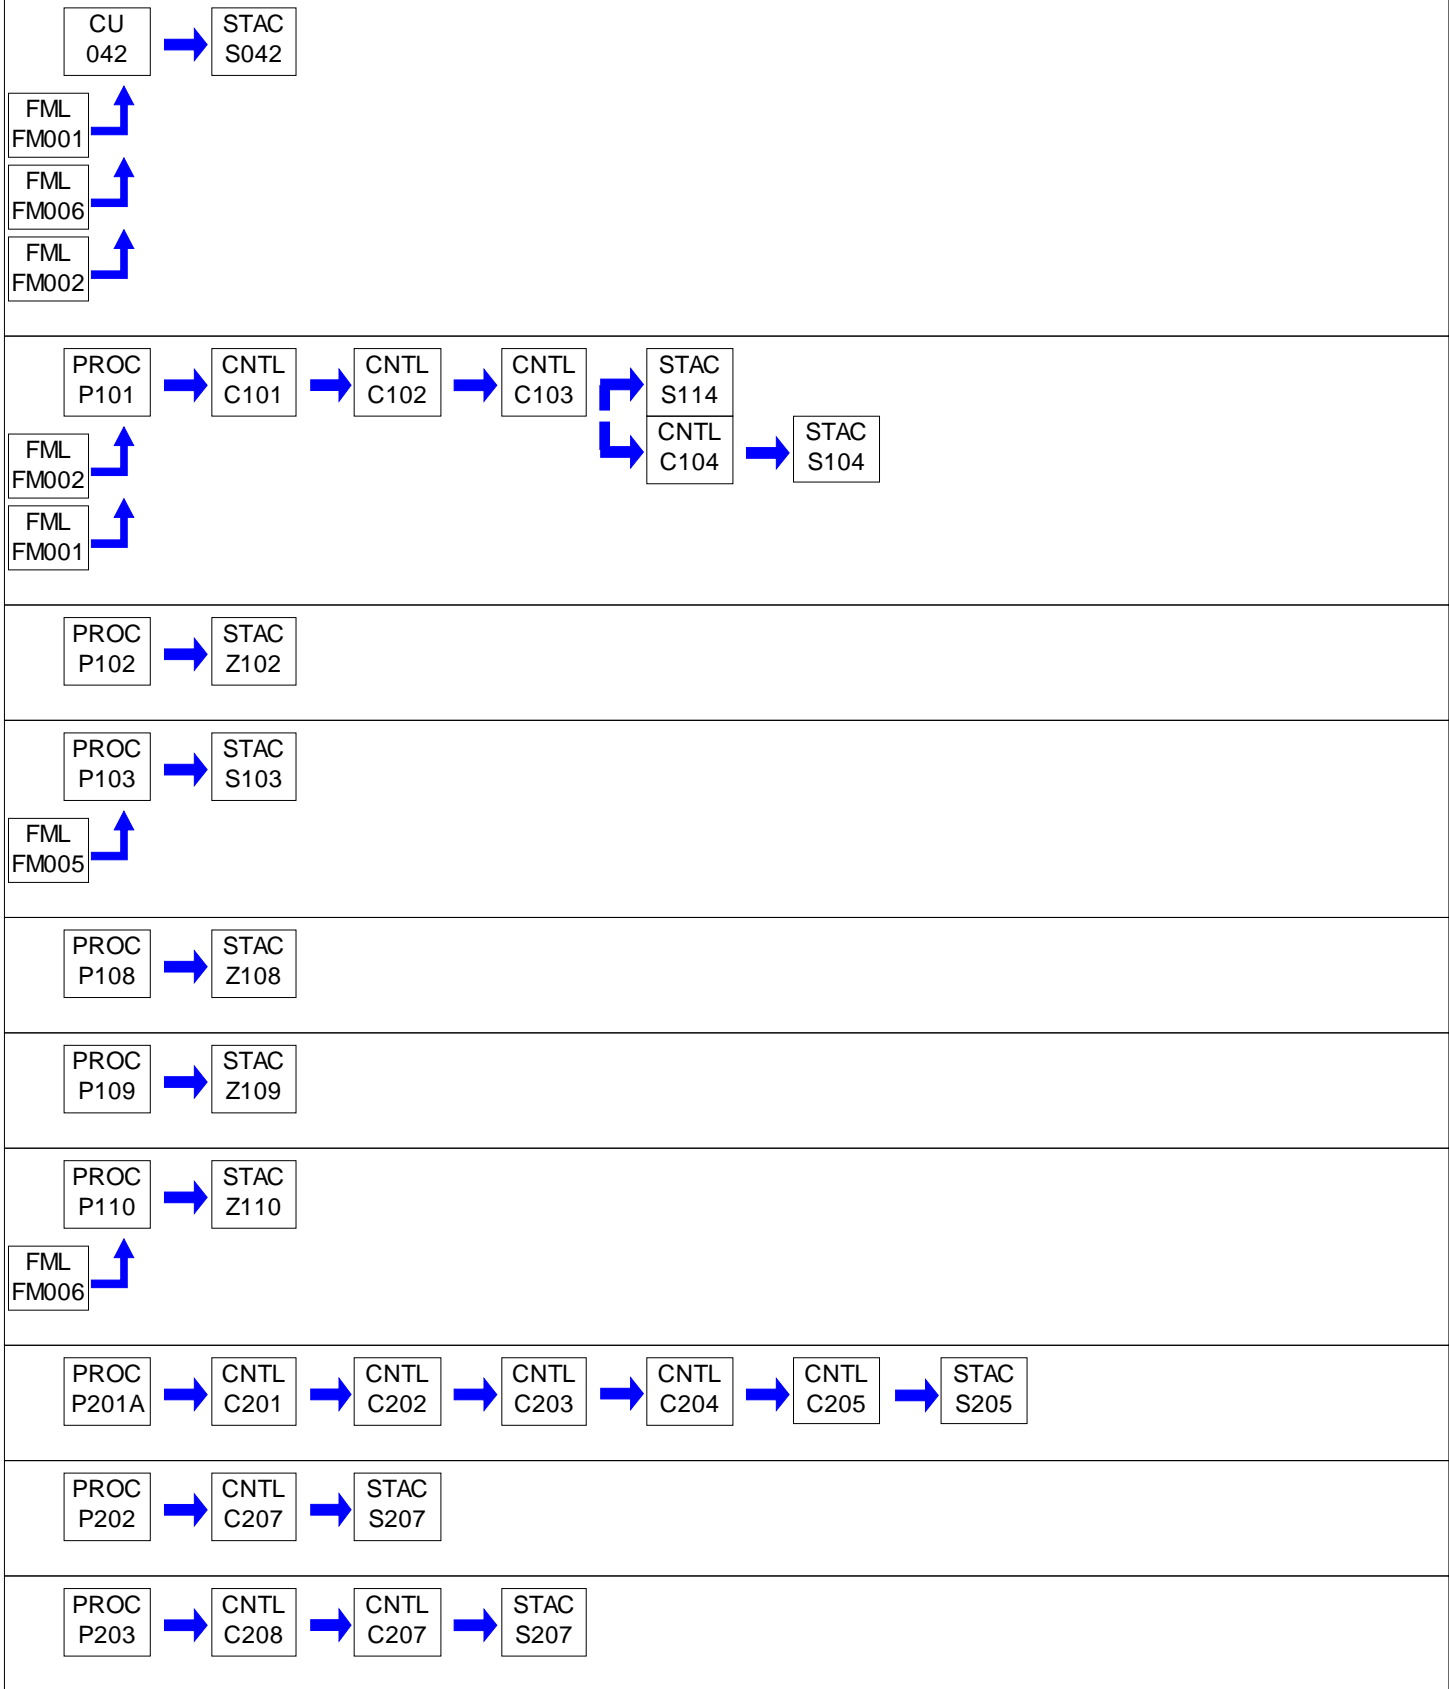 CU
042
STAC
S042
FML
FM001
FML
FM006
FML
FM002
PROC
P101
CNTL
C101
CNTL
C102
CNTL
C103
STAC
S114
CNTL
C104
STAC
S104
FML
FM002
FML
FM001
PROC
P102
STAC
Z102
PROC
P103
STAC
S103
FML
FM005
PROC
P108
STAC
Z108
PROC
P109
STAC
Z109
PROC
P110
STAC
Z110
FML
FM006
PROC
P201A
CNTL
C201
CNTL
C202
CNTL
C203
CNTL
C204
CNTL
C205
STAC
S205
PROC
P202
CNTL
C207
STAC
S207
PROC
P203
CNTL
C208
CNTL
C207
STAC
S207